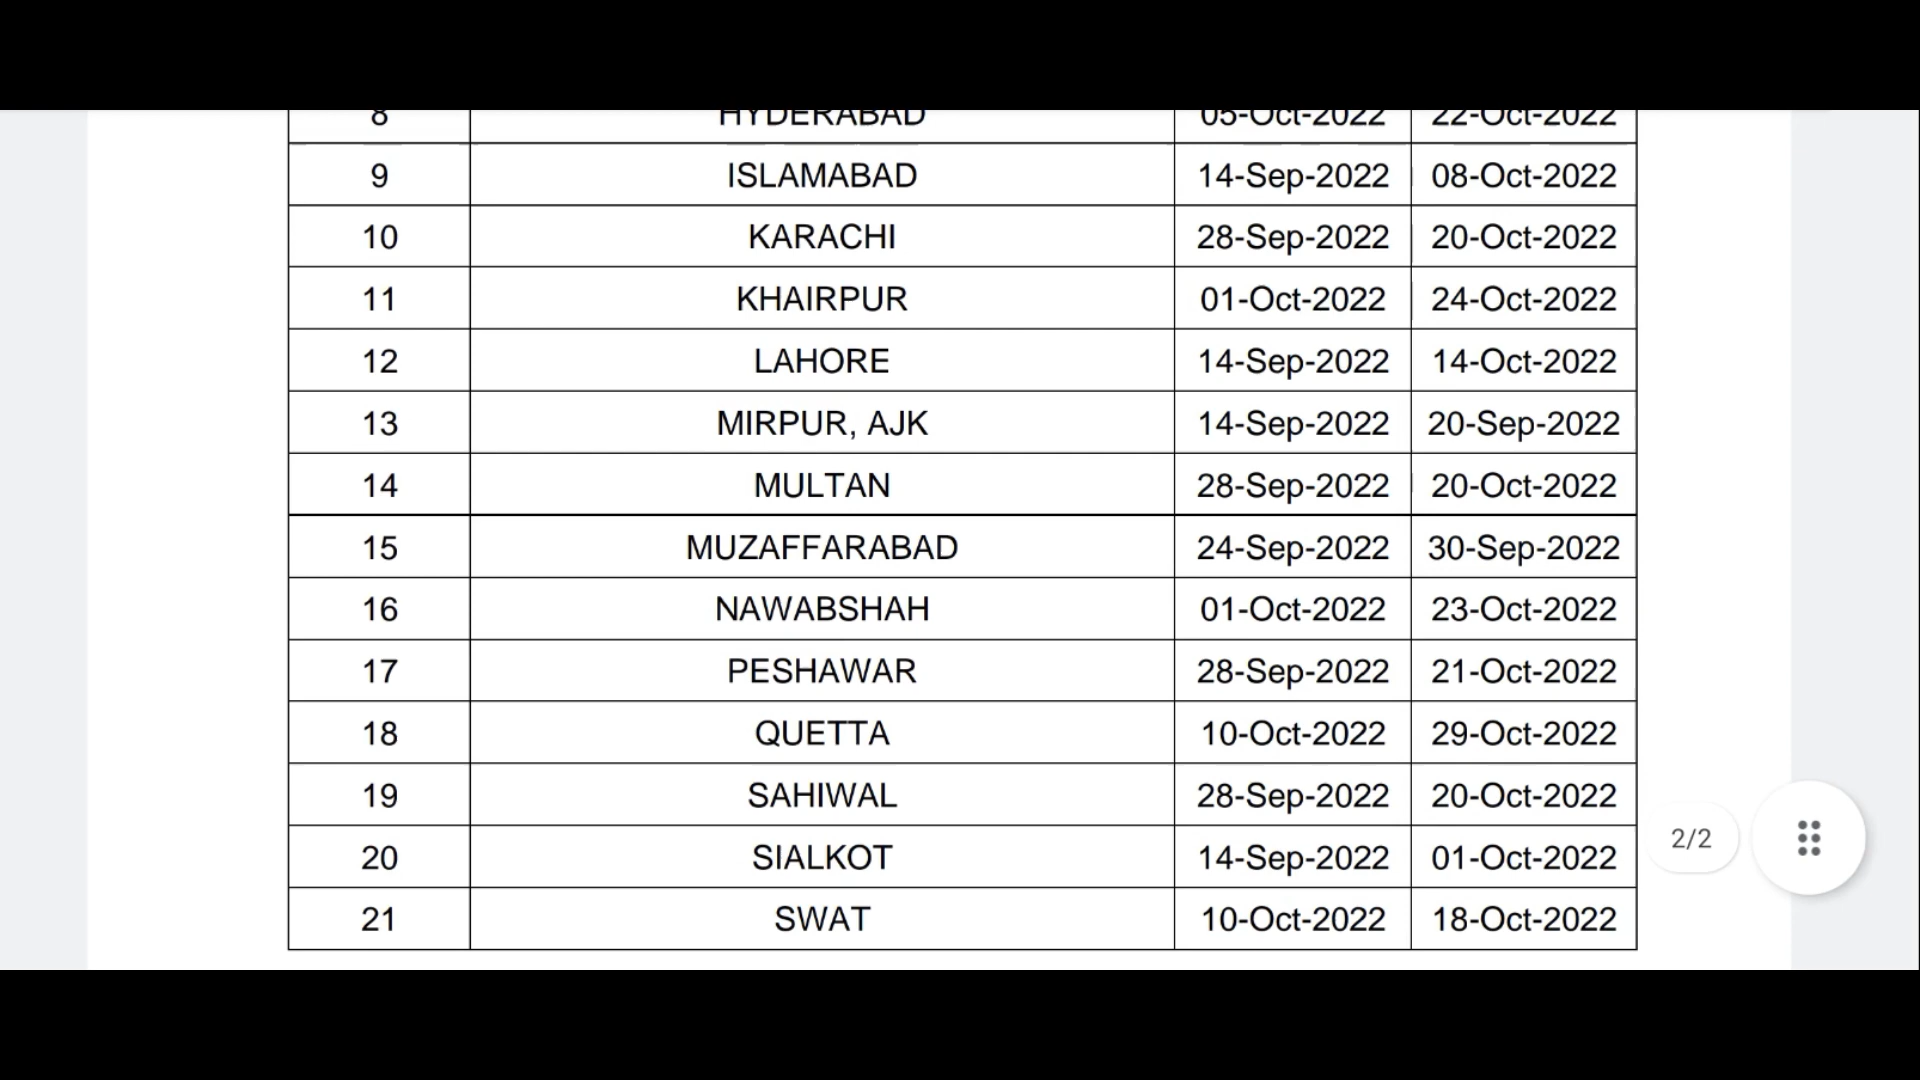 8 HYDERABAD 05-Oct-2022 22-Oct-2022
9 ISLAMABAD 14-Sep-2022 08-Oct-2022
10 KARACHI 28-Sep-2022 20-Oct-2022
11 KHAIRPUR 01-Oct-2022 24-Oct-2022
12 LAHORE 14-Sep-2022 14-Oct-2022
13 MIRPUR, AJK 14-Sep-2022 20-Sep-2022
14 MULTAN 28-Sep-2022 20-Oct-2022
15 MUZAFFARABAD 24-Sep-2022 30-Sep-2022
16 NAWABSHAH 01-Oct-2022 23-Oct-2022
17 PESHAWAR 28-Sep-2022 21-Oct-2022
18 QUETTA 10-Oct-2022 29-Oct-2022
19 SAHIWAL 28-Sep-2022 20-Oct-2022
2/2
20 SIALKOT 14-Sep-2022 01-Oct-2022
21 SWAT 10-Oct-2022 18-Oct-2022